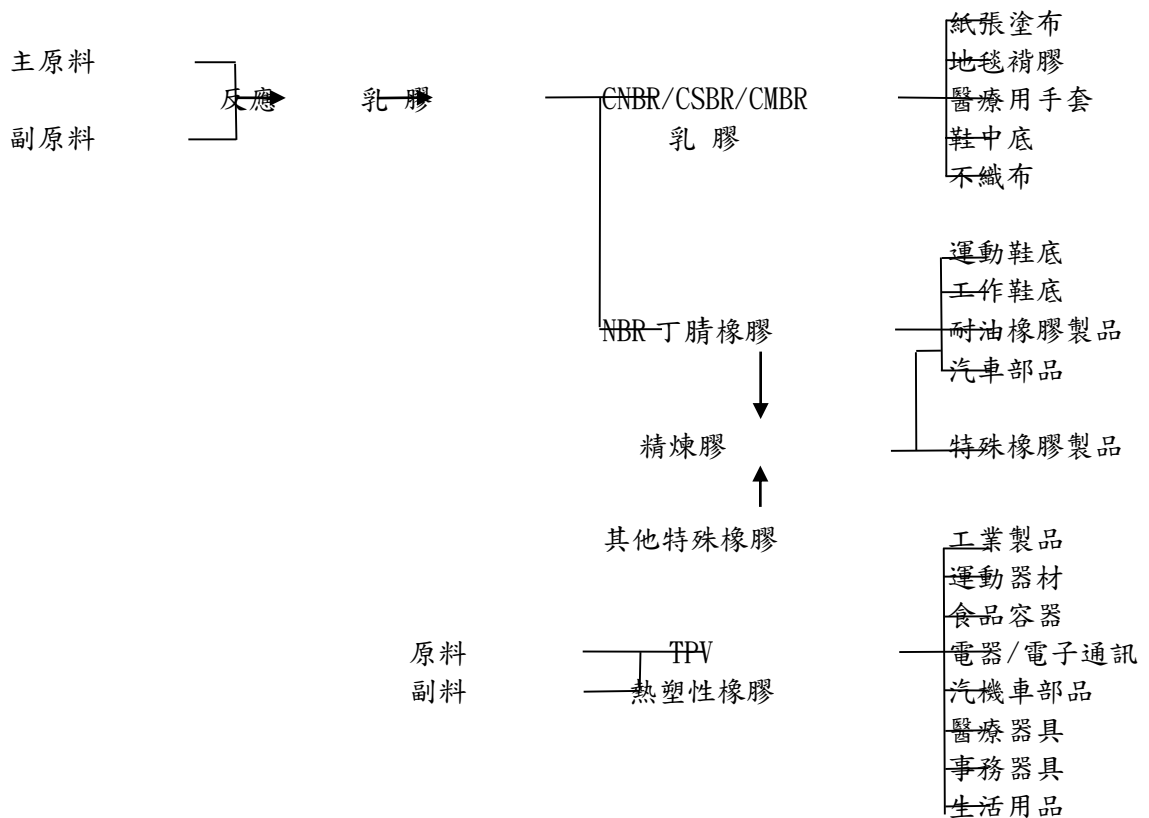 紙張塗布
主原料
地毯褙膠
反應
乳 膠
CNBR/CSBR/CMBR
醫療用手套
副原料
乳 膠
鞋中底
不織布
運動鞋底
工作鞋底
NBR 丁腈橡膠
耐油橡膠製品
汽車部品
精煉膠
特殊橡膠製品
其他特殊橡膠
工業製品
運動器材
食品容器
原料
TPV
電器/電子通訊
副料
熱塑性橡膠
汽機車部品
醫療器具
事務器具
生活用品